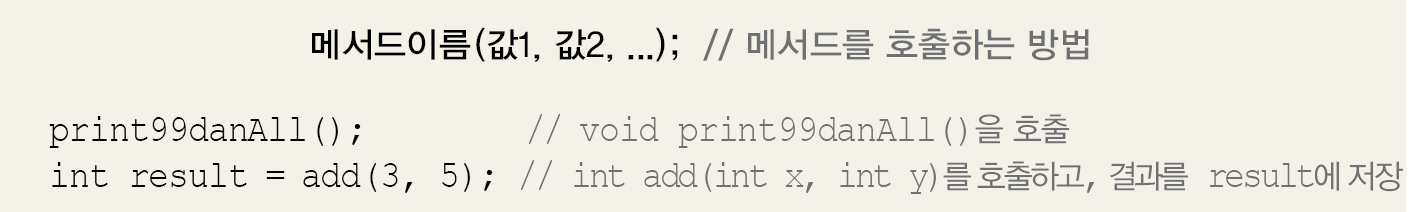 메서드이름(값1, 값2, ...); // 메서드를 호출하는 방법
print99danAll(); // void print99danAll()을 호출
int result = add(3, 5); // int add(int x, int y)를 호출하고, 결과를 result에 저장